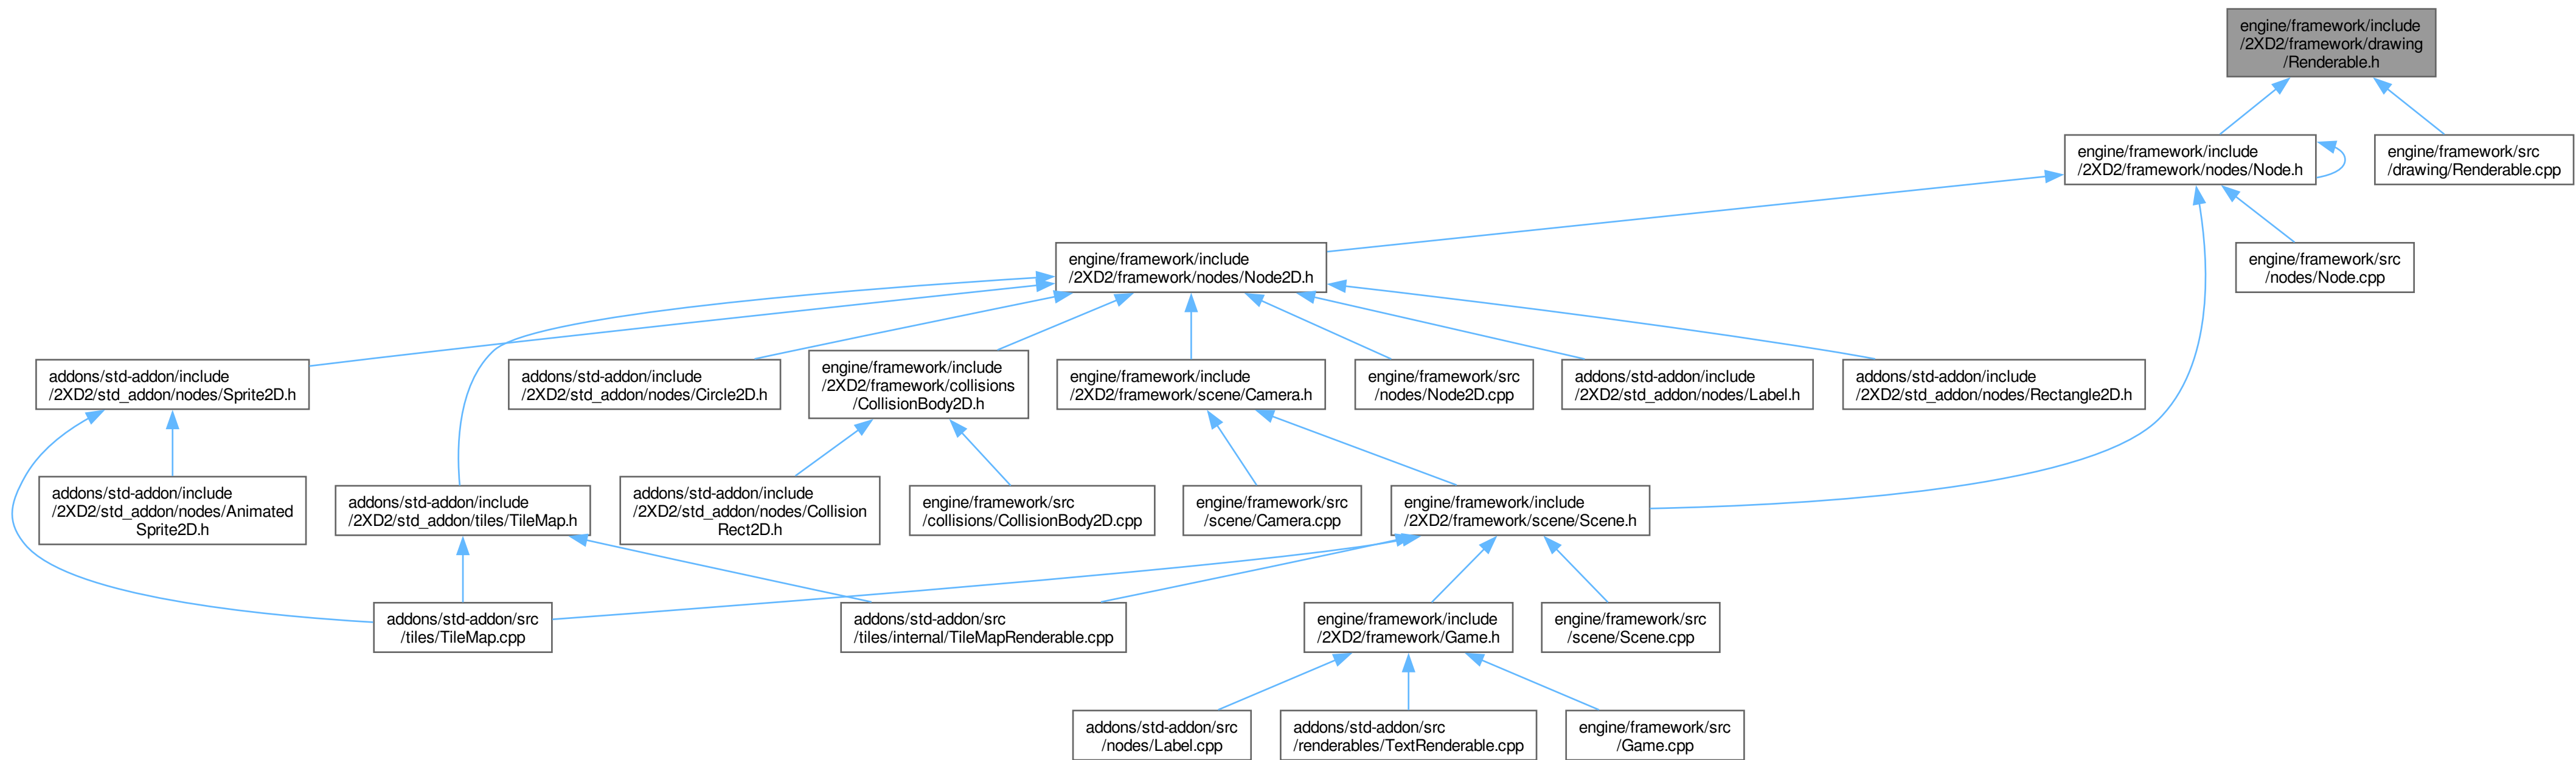 engine/framework/include
/2XD2/framework/drawing
/Renderable.h
engine/framework/include
/2XD2/framework/nodes/Node.h
engine/framework/src
/drawing/Renderable.cpp
engine/framework/include
/2XD2/framework/nodes/Node2D.h
engine/framework/src
/nodes/Node.cpp
addons/std-addon/include
/2XD2/std_addon/nodes/Sprite2D.h
addons/std-addon/include
/2XD2/std_addon/nodes/Circle2D.h
engine/framework/include
/2XD2/framework/collisions
/CollisionBody2D.h
engine/framework/include
/2XD2/framework/scene/Camera.h
engine/framework/src
/nodes/Node2D.cpp
addons/std-addon/include
/2XD2/std_addon/nodes/Label.h
addons/std-addon/include
/2XD2/std_addon/nodes/Rectangle2D.h
addons/std-addon/include
/2XD2/std_addon/nodes/Animated
Sprite2D.h
addons/std-addon/include
/2XD2/std_addon/tiles/TileMap.h
addons/std-addon/include
/2XD2/std_addon/nodes/Collision
Rect2D.h
engine/framework/src
/collisions/CollisionBody2D.cpp
engine/framework/src
/scene/Camera.cpp
engine/framework/include
/2XD2/framework/scene/Scene.h
addons/std-addon/src
/tiles/TileMap.cpp
addons/std-addon/src
/tiles/internal/TileMapRenderable.cpp
engine/framework/include
/2XD2/framework/Game.h
engine/framework/src
/scene/Scene.cpp
addons/std-addon/src
/nodes/Label.cpp
addons/std-addon/src
/renderables/TextRenderable.cpp
engine/framework/src
/Game.cpp